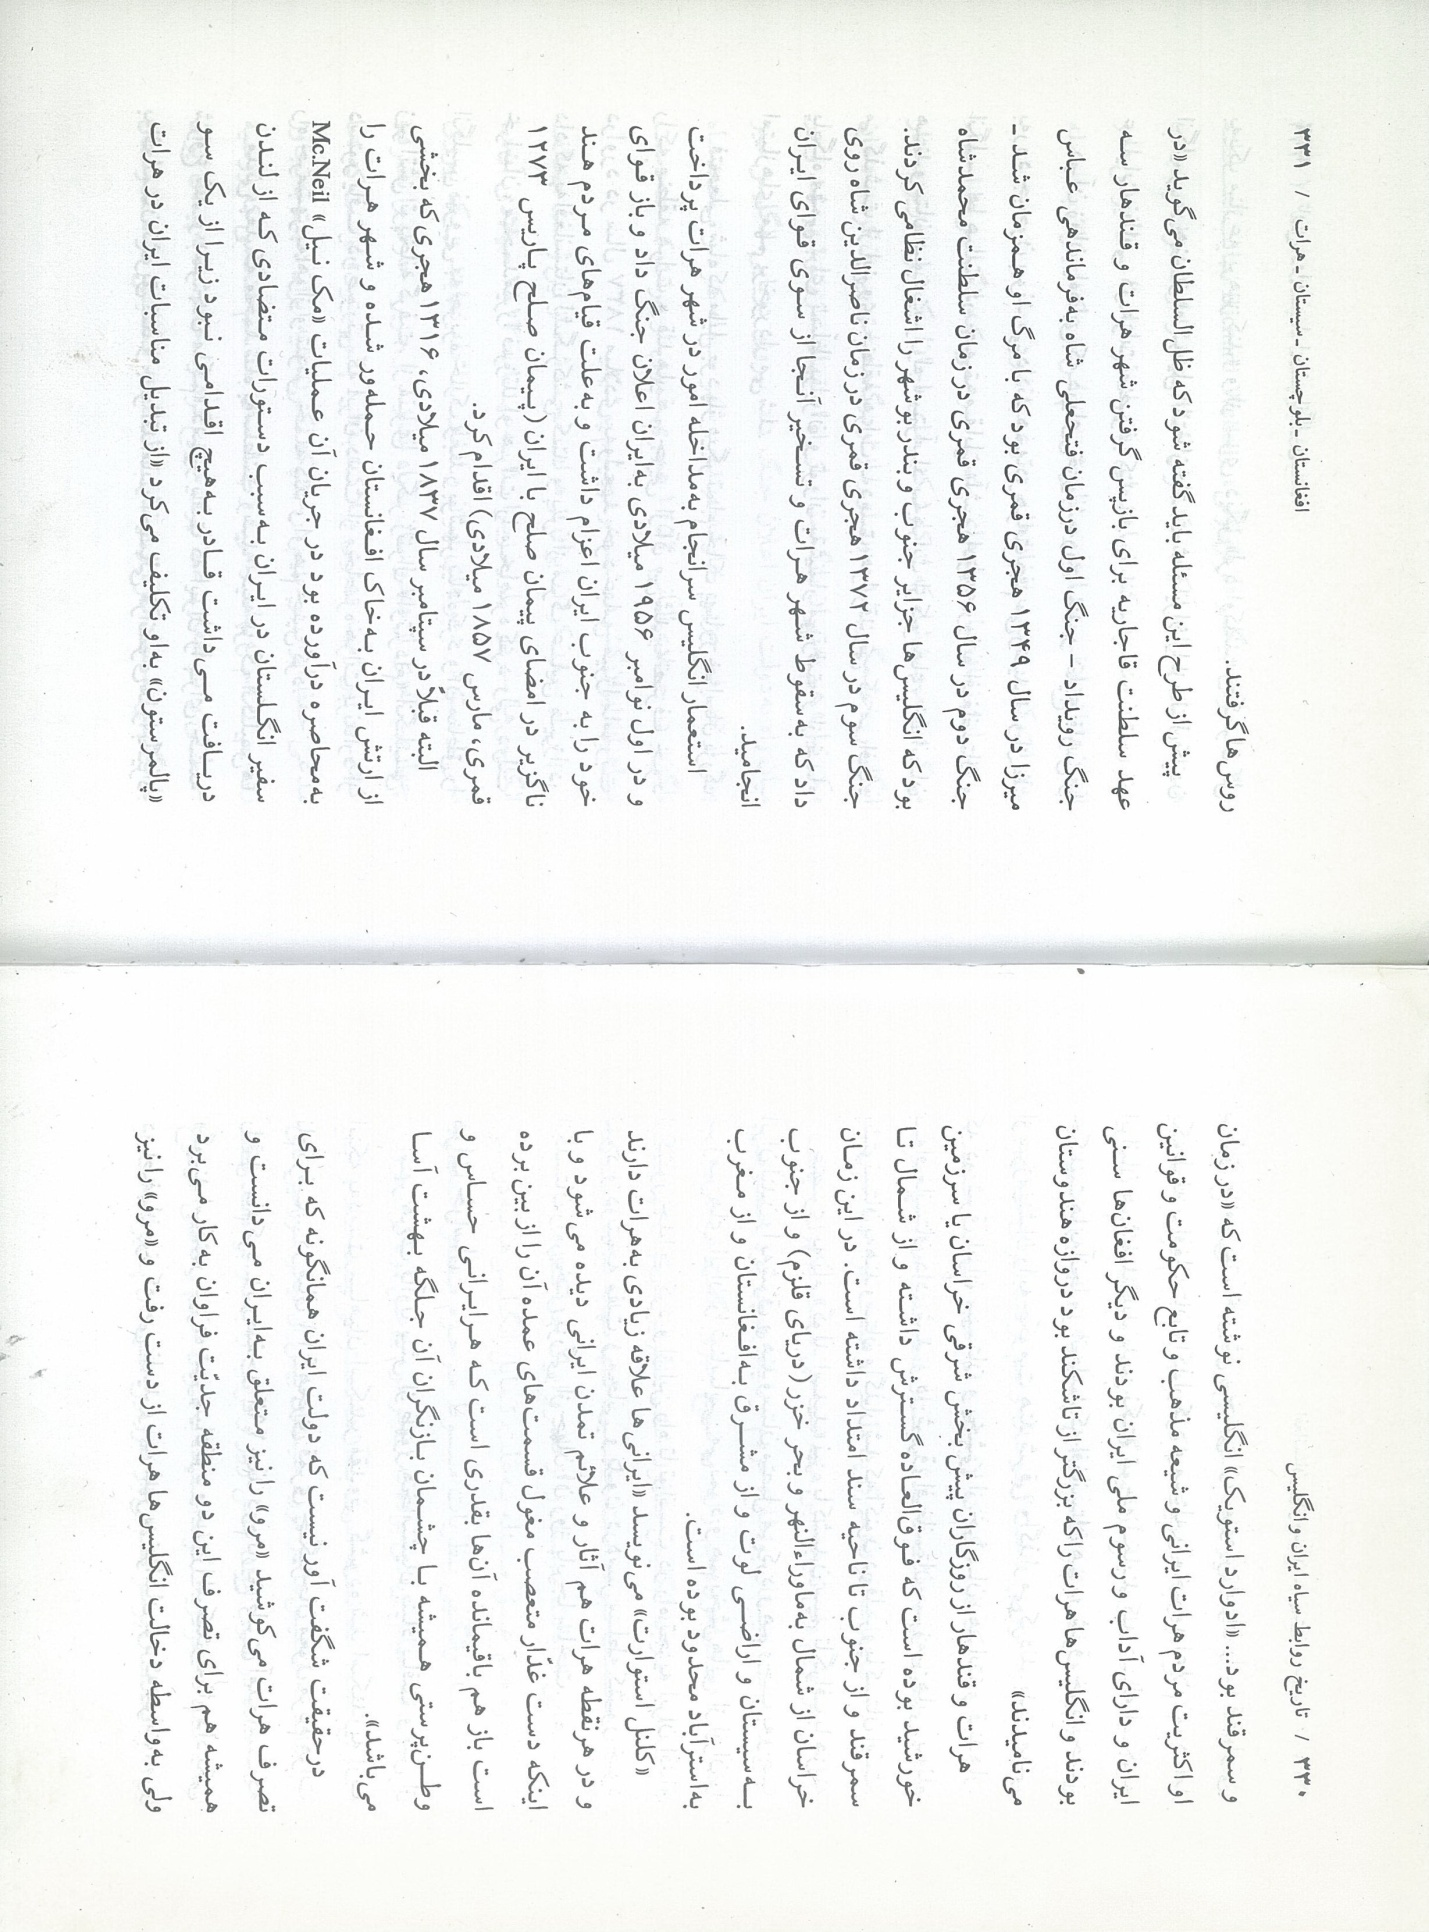 ۳۳۰ / تاریخ روابط سیاه ایران و انگلیس
و سمرقند بود... «ادوارد استویک» انگلیسی نوشته است که «در زمان
او اکثریت مردم هرات ایرانی و شیعه مذهب و تابع حکومت و قوانین
ایران و دارای آداب و رسوم ملی ایران بودند و دیگر افغان‌ها سنی
بودند و انگلیس‌ها هرات را که بزرگتر از تاشکند بود دروازه هندوستان
می‌نامیدند»
هرات و قندهار از روزگاران پیش بخش شرقی خراسان یا سرزمین
خورشید بوده است که فوق‌العاده گسترش داشته و از شمال تا
سمرقند و از جنوب تا ناحیه سند امتداد داشته است. در این زمان
خراسان از شمال به‌ماوراءالنهر و بحر خزر (دریای قلزم) و از جنوب
به‌سیستان و اراضی لوت و از مشرق به‌افغانستان و از مغرب
به‌استرآباد محدود بوده است.
«کلنل استوارت» می‌نویسد «ایرانی‌ها علاقه زیادی به‌هرات دارند
و در هرنقطه هرات هم آثار و علائم تمدن ایرانی دیده می‌شود و با
اینکه دست غدّار متعصب مغول قسمت‌های عمده آن را از بین برده
است باز هم باقیمانده آن‌ها بقدری است که هرایرانی حساس و
وطن‌پرستی همیشه با چشمان بازنگران آن جلگه بهشت آسا
می‌باشد».
درحقیقت شگفت آور نیست که دولت ایران همانگونه که برای
تصرف هرات می‌کوشید «مرو» را نیز متعلق به‌ایران می‌دانست و
همیشه هم برای تصرف این دو منطقه جدیّت فراوان به کار می‌برد
ولی به‌واسطه دخالت انگلیس‌ها هرات از دست رفت و «مرو» را نیز
افغانستان ـ بلوچستان ـ سیستان ـ هرات / ۳۳۱
روس‌ها گرفتند.
پیش از طرح این مسئله باید گفته شود که ظل‌السلطان می‌گوید «در
عهد سلطنت قاجاریه برای بازپس گرفتن شهر هرات و قندهار سه
جنگ رویداد – جنگ اول درزمان فتحعلی شاه به‌فرماندهی عباس
میرزا در سال ۱۳۴۹ هجری قمری بود که با مرگ او همزمان شد ـ
جنگ دوم در سال ۱۳۵۶ هجری قمری در زمان سلطنت محمدشاه
بود که انگلیس‌ها جزایر جنوب و بندر بوشهر را اشغال نظامی کردند.
جنگ سوم در سال ۱۳۷۲ هجری قمری در زمان ناصرالدین شاه روی
داد که به‌سقوط شهر هرات و تسخیر آنجا از سوی قوای ایران
انجامید.
استعمار انگلیس سرانجام به‌مداخله امور در شهر هرات پرداخت
و در اول نوامبر ۱۹۵۶ میلادی به‌ایران اعلان جنگ داد و باز قوای
خود را به جنوب ایران اعزام داشت و به‌علت قیام‌های مردم هند
ناگزیر در امضای پیمان صلح با ایران (پیمان صلح پاریس ۱۲۷۳
قمری، مارس ۱۸۵۷ میلادی) اقدام کرد.
البته قبلاً در سپتامبر سال ۱۸۳۷ میلادی، ۱۳۱۶ هجری که بخشی
از ارتش ایران به‌خاک افغانستان حمله‌ور شده و شهر هرات را
به‌محاصره درآورده بود در جریان آن عملیات «مک نیل» Mc.Neil
سفیر انگلستان در ایران به‌سبب دستورات متضادی که از لندن
دریافت می‌داشت قادر به‌هیچ اقدامی نبود زیرا از یک سو
«پالمرستون» به‌او تکلیف می‌کرد «از تبدیل مناسبات ایران در هرات